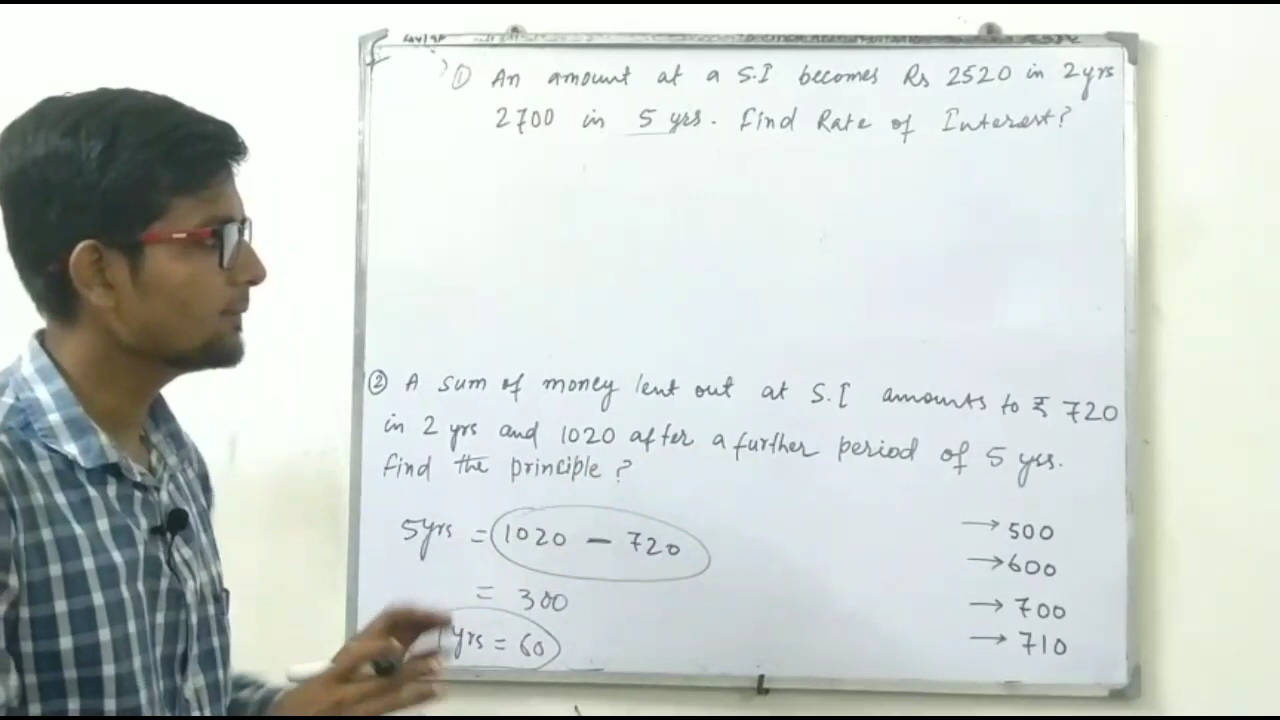 ① An amount at a S.I becomes Rs 2520 in 2yrs
2700 in 5 yrs. Find Rate of Interest?
② A sum of money lent out at S.I amounts to ₹ 720
in 2 yrs and 1020 after a further period of 5 yrs.
Find the principle?
5yrs = 1020 - 720
= 300
yrs = 60
→ 500
→ 600
→ 700
→ 710